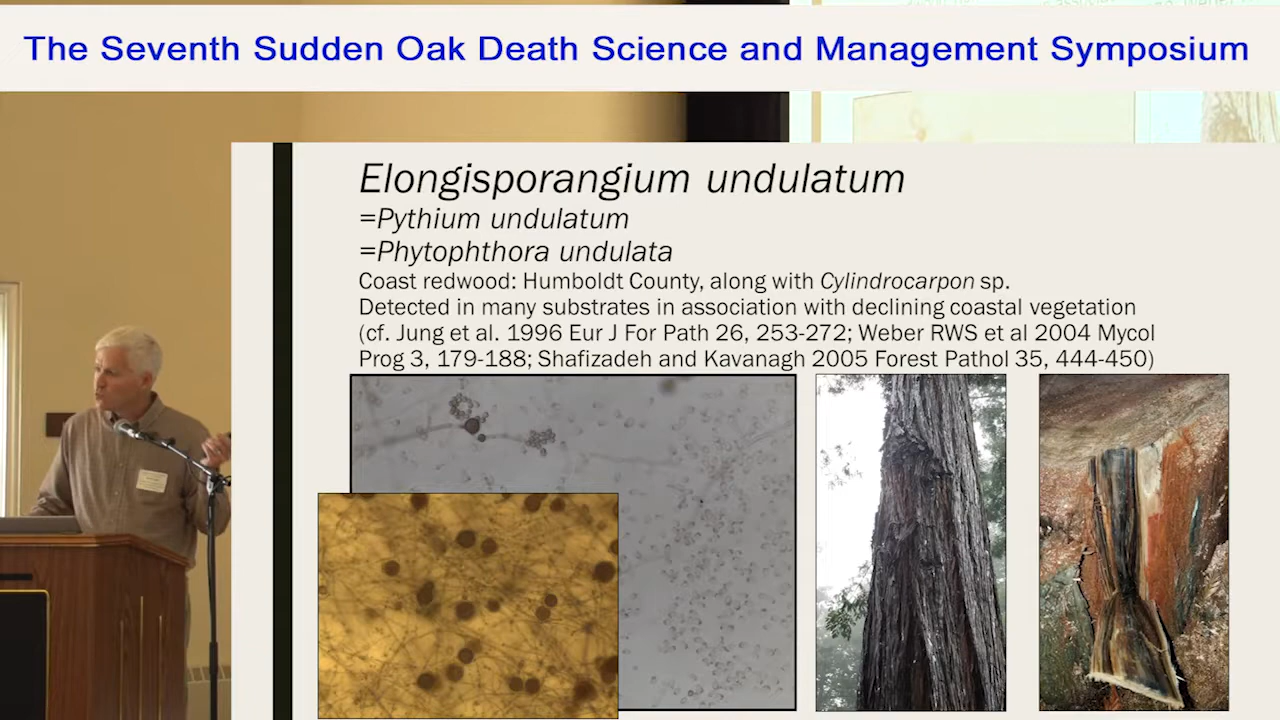 The Seventh Sudden Oak Death Science and Management Symposium
Elongisporangium undulatum
=Pythium undulatum
=Phytophthora undulata
Coast redwood: Humboldt County, along with Cylindrocarpon sp.
Detected in many substrates in association with declining coastal vegetation
(cf. Jung et al. 1996 Eur J For Path 26, 253-272; Weber RWS et al 2004 Mycol
Prog 3, 179-188; Shafizadeh and Kavanagh 2005 Forest Pathol 35, 444-450)